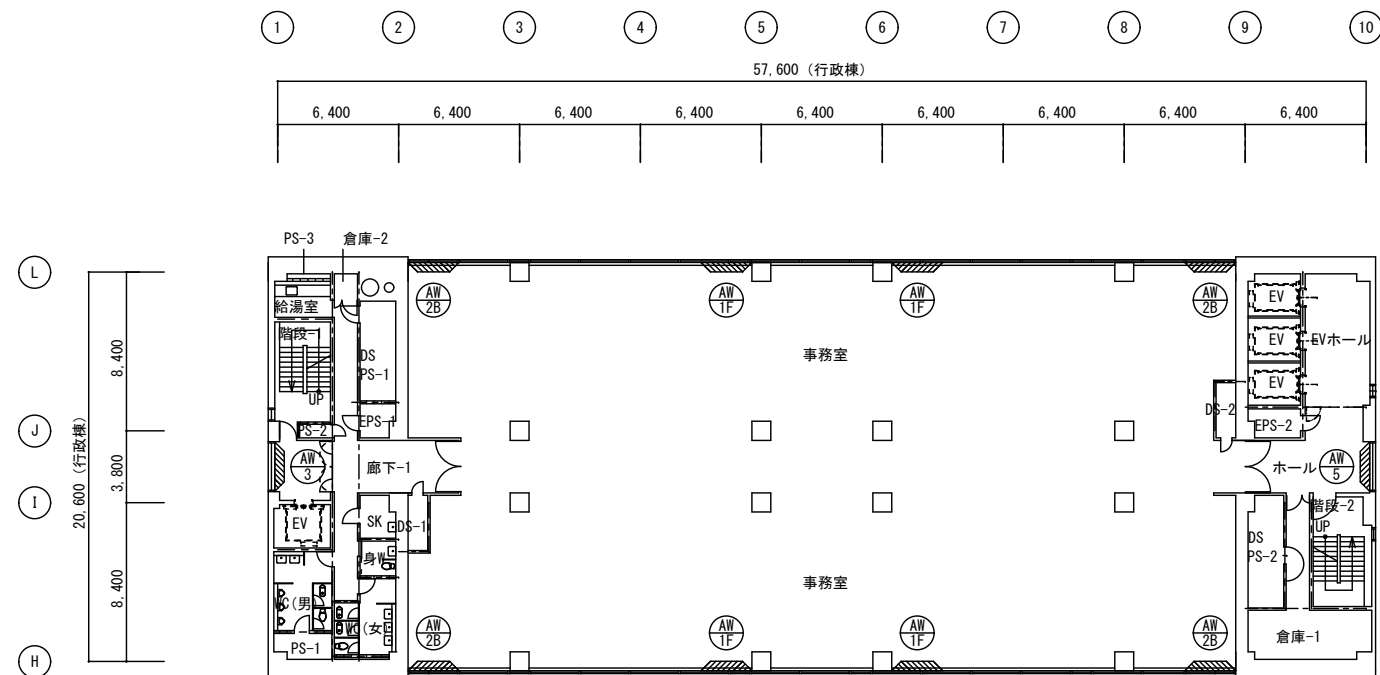 1 2 3 4 5 6 7 8 9 10
57,600 (行政棟)
6,400 6,400 6,400 6,400 6,400 6,400 6,400 6,400 6,400
PS-3 倉庫-2
L
AW 2B
AW 1F
AW 1F
AW 2B
EV
給湯室
階段-1
事務室
EV
EVホール
8,400
DS
PS-1
UP
EV
DS-2
EPS-1
PS-2
EPS-2
J
20,600 (行政棟)
3,800
AW 3
廊下-1
ホール
AW 5
I
EV
SK
DS-1
階段-2
UP
DS
PS-2
身W
8,400
事務室
WC(男)
WC(女)
AW 2B
AW 1F
AW 1F
AW 2B
PS-1
倉庫-1
H